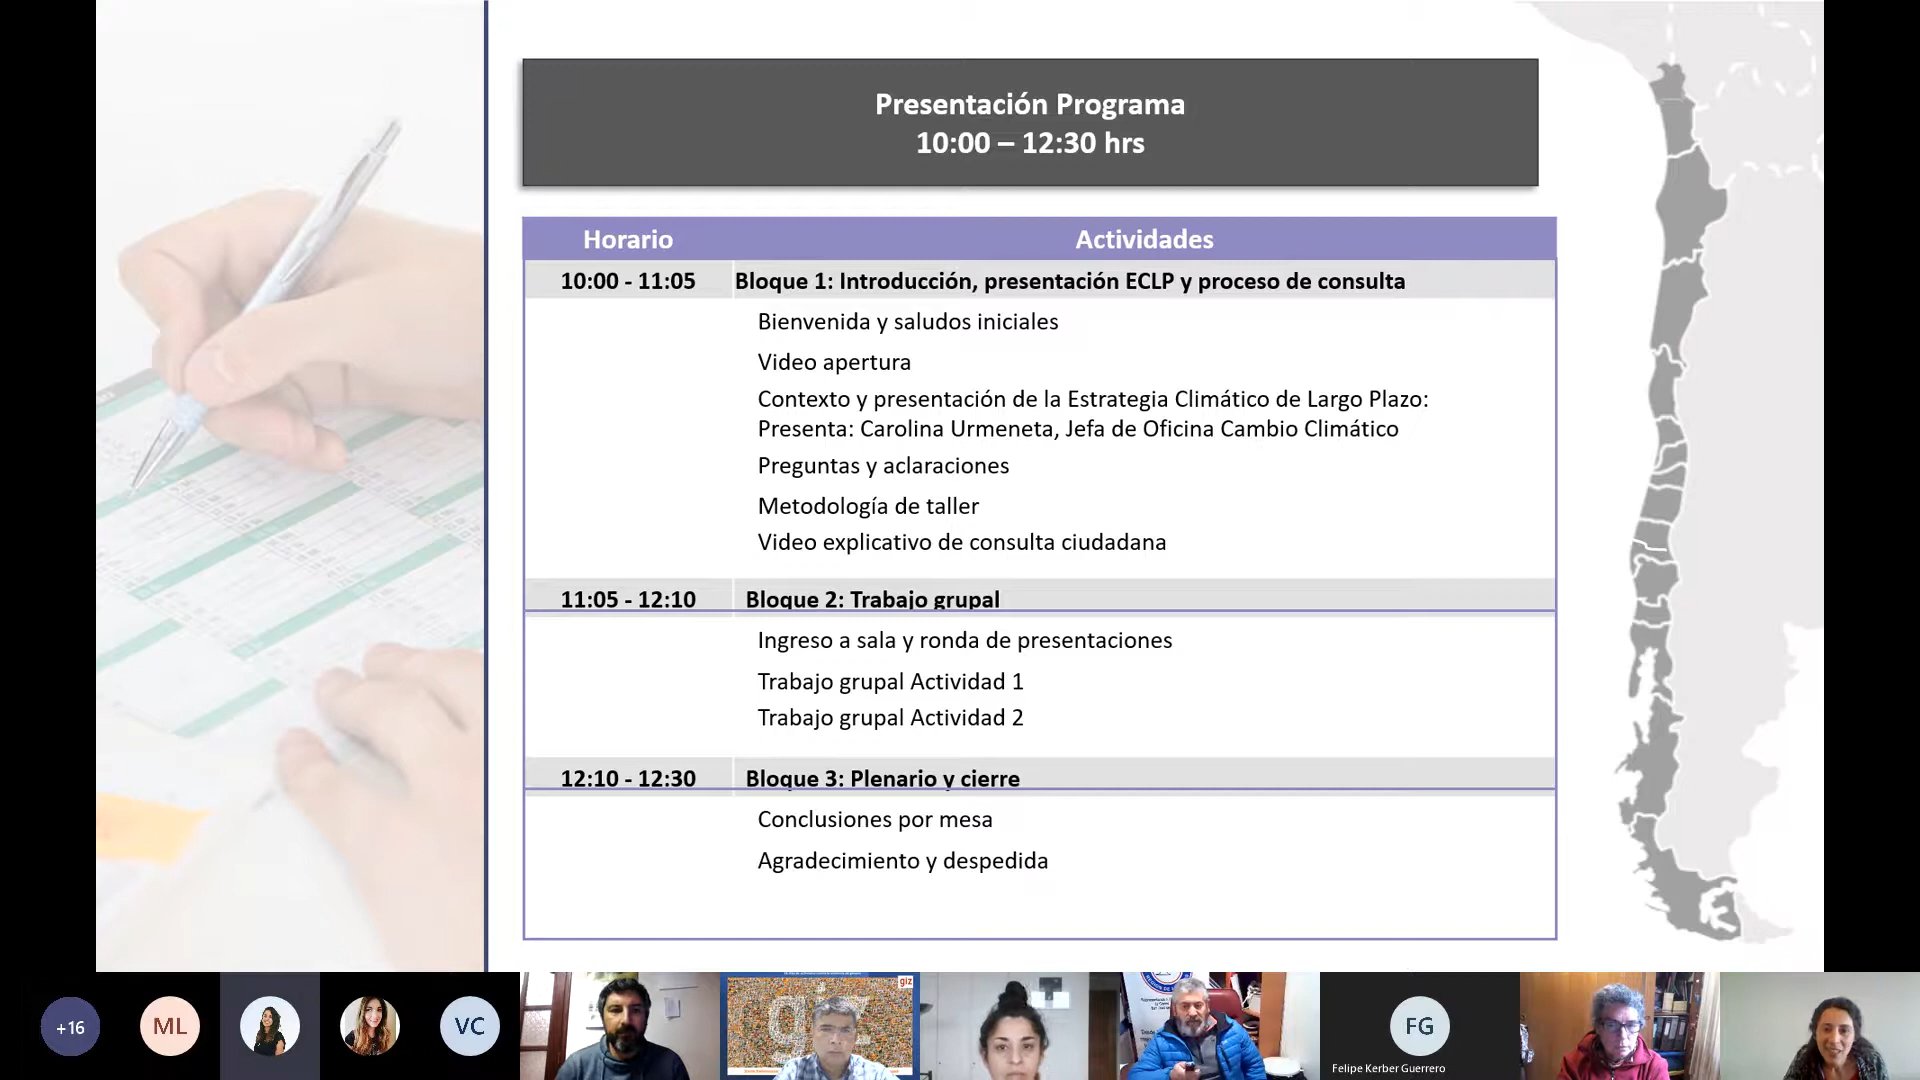 Presentación Programa
10:00 – 12:30 hrs
Horario Actividades
10:00 - 11:05 Bloque 1: Introducción, presentación ECLP y proceso de consulta
Bienvenida y saludos iniciales
Video apertura
Contexto y presentación de la Estrategia Climático de Largo Plazo:
Presenta: Carolina Urmeneta, Jefa de Oficina Cambio Climático
Preguntas y aclaraciones
Metodología de taller
Video explicativo de consulta ciudadana
11:05 - 12:10 Bloque 2: Trabajo grupal
Ingreso a sala y ronda de presentaciones
Trabajo grupal Actividad 1
Trabajo grupal Actividad 2
12:10 - 12:30 Bloque 3: Plenario y cierre
Conclusiones por mesa
Agradecimiento y despedida
+16
ML
VC
giz
giz
FG
Felipe Kerber Guerrero